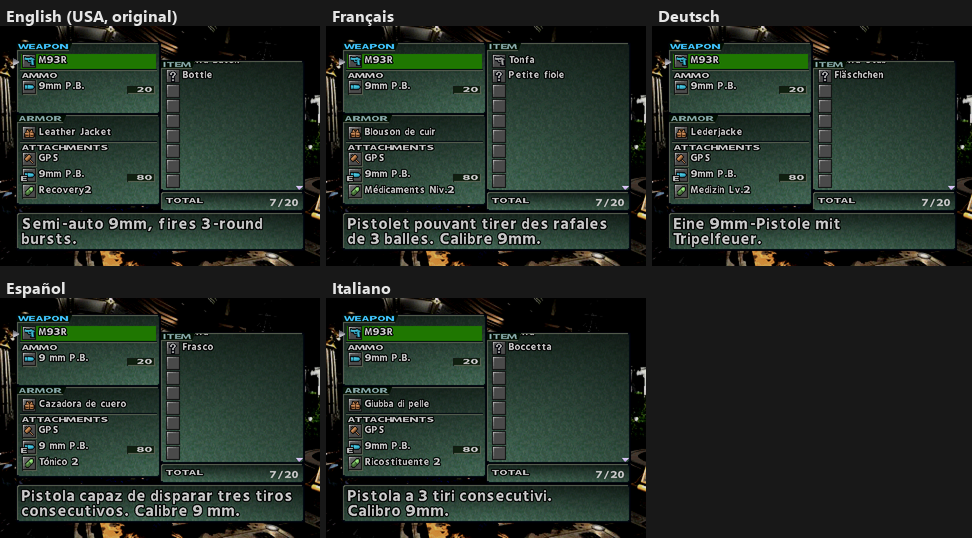 English (USA, original)
WEAPON
M93R
AMMO
9mm P.B.
20
ARMOR
Leather Jacket
ATTACHMENTS
GPS
9mm P.B.
E
80
Recovery2
ITEM
Bottle
TOTAL
7/20
Semi-auto 9mm, fires 3-round
bursts.
Français
WEAPON
M93R
AMMO
9mm P.B.
20
ARMOR
Blouson de cuir
ATTACHMENTS
GPS
9mm P.B.
E
80
Médicaments Niv.2
ITEM
Tonfa
Petite fiole
TOTAL
7/20
Pistolet pouvant tirer des rafales
de 3 balles. Calibre 9mm.
Deutsch
WEAPON
M93R
AMMO
9mm P.B.
20
ARMOR
Lederjacke
ATTACHMENTS
GPS
9mm P.B.
E
80
Medizin Lv.2
ITEM
Fläschchen
TOTAL
7/20
Eine 9mm-Pistole mit
Tripelfeuer.
Español
WEAPON
M93R
AMMO
9 mm P.B.
20
ARMOR
Cazadora de cuero
ATTACHMENTS
GPS
9 mm P.B.
E
80
Tónico 2
ITEM
Frasco
TOTAL
7/20
Pistola capaz de disparar tres tiros
consecutivos. Calibre 9 mm.
Italiano
WEAPON
M93R
AMMO
9mm P.B.
20
ARMOR
Giubba di pelle
ATTACHMENTS
GPS
9mm P.B.
E
80
Ricostituente 2
ITEM
Boccetta
TOTAL
7/20
Pistola a 3 tiri consecutivi.
Calibro 9mm.